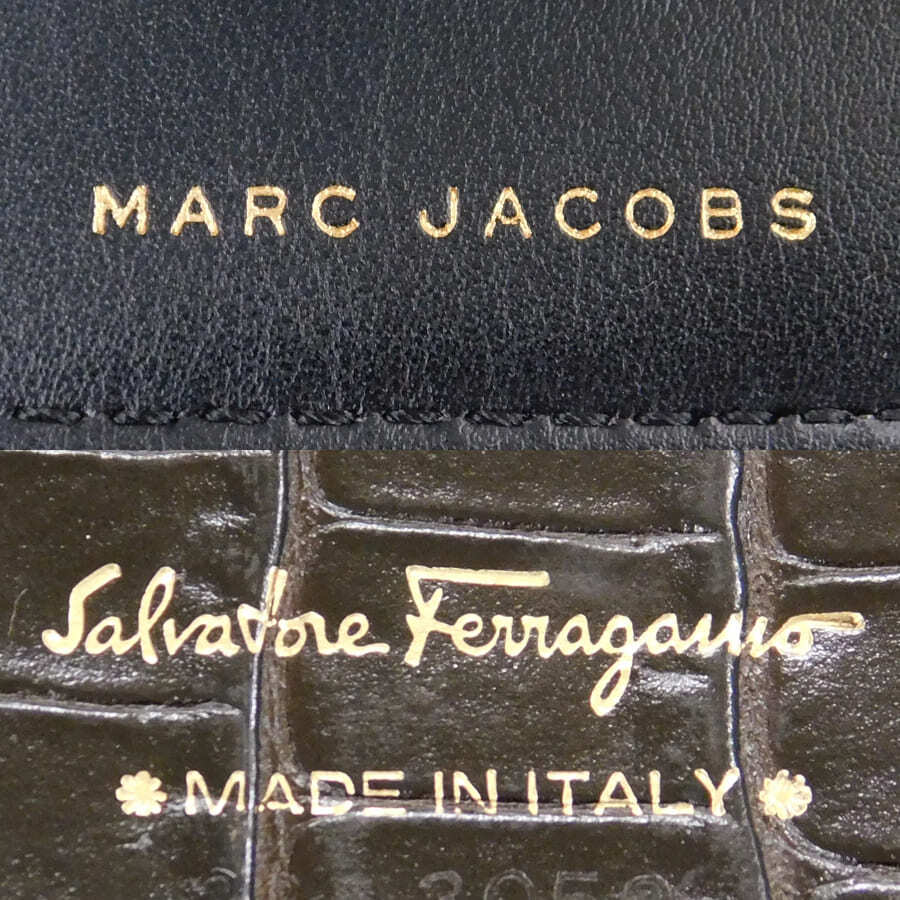 MARC JACOBS
Salvatore Ferragamo
MADE IN ITALY